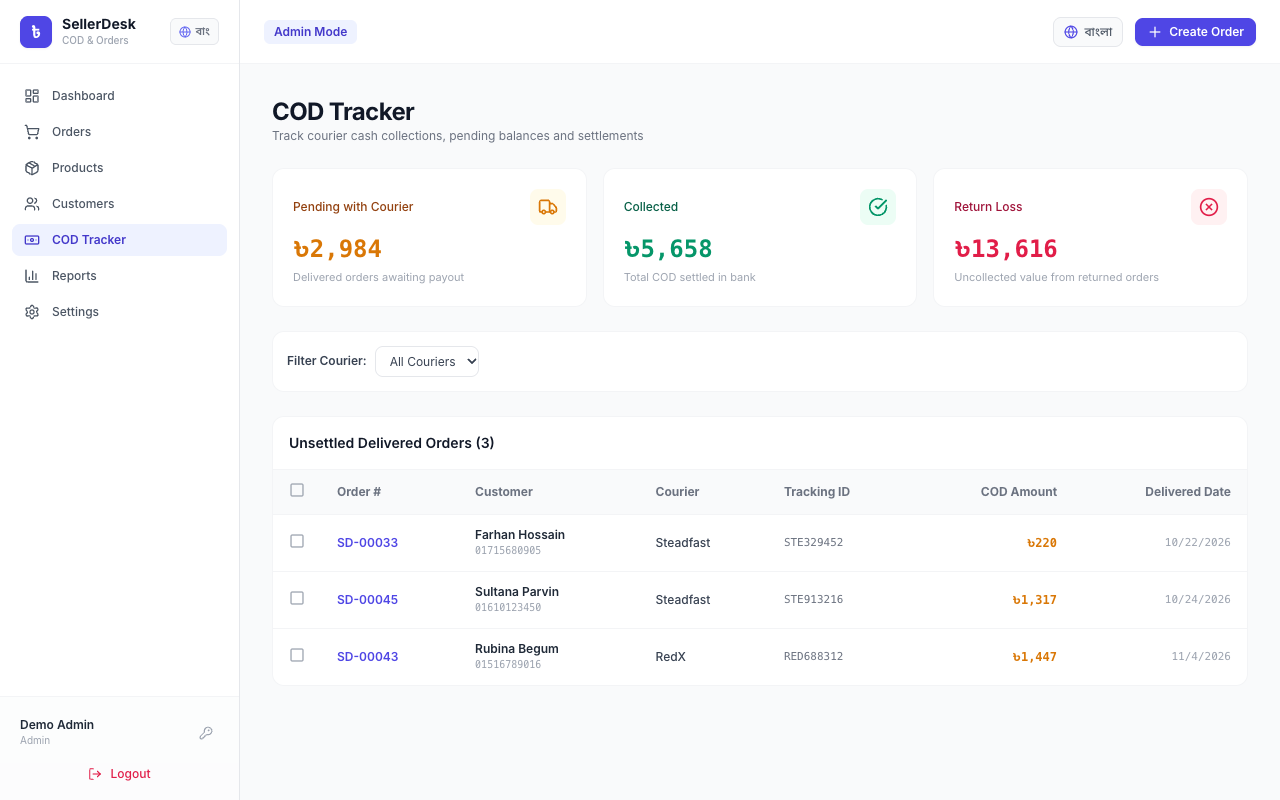 ৳
SellerDesk
COD & Orders
বাং
Dashboard
Orders
Products
Customers
COD Tracker
Reports
Settings
Demo Admin
Admin
Logout
Admin Mode
বাংলা
Create Order
COD Tracker
Track courier cash collections, pending balances and settlements
Pending with Courier
৳2,984
Delivered orders awaiting payout
Collected
৳5,658
Total COD settled in bank
Return Loss
৳13,616
Uncollected value from returned orders
Filter Courier: All Couriers
Unsettled Delivered Orders (3)
Order # Customer Courier Tracking ID COD Amount Delivered Date
SD-00033 Farhan Hossain 01715680905 Steadfast STE329452 ৳220 10/22/2026
SD-00045 Sultana Parvin 01610123450 Steadfast STE913216 ৳1,317 10/24/2026
SD-00043 Rubina Begum 01516789016 RedX RED688312 ৳1,447 11/4/2026